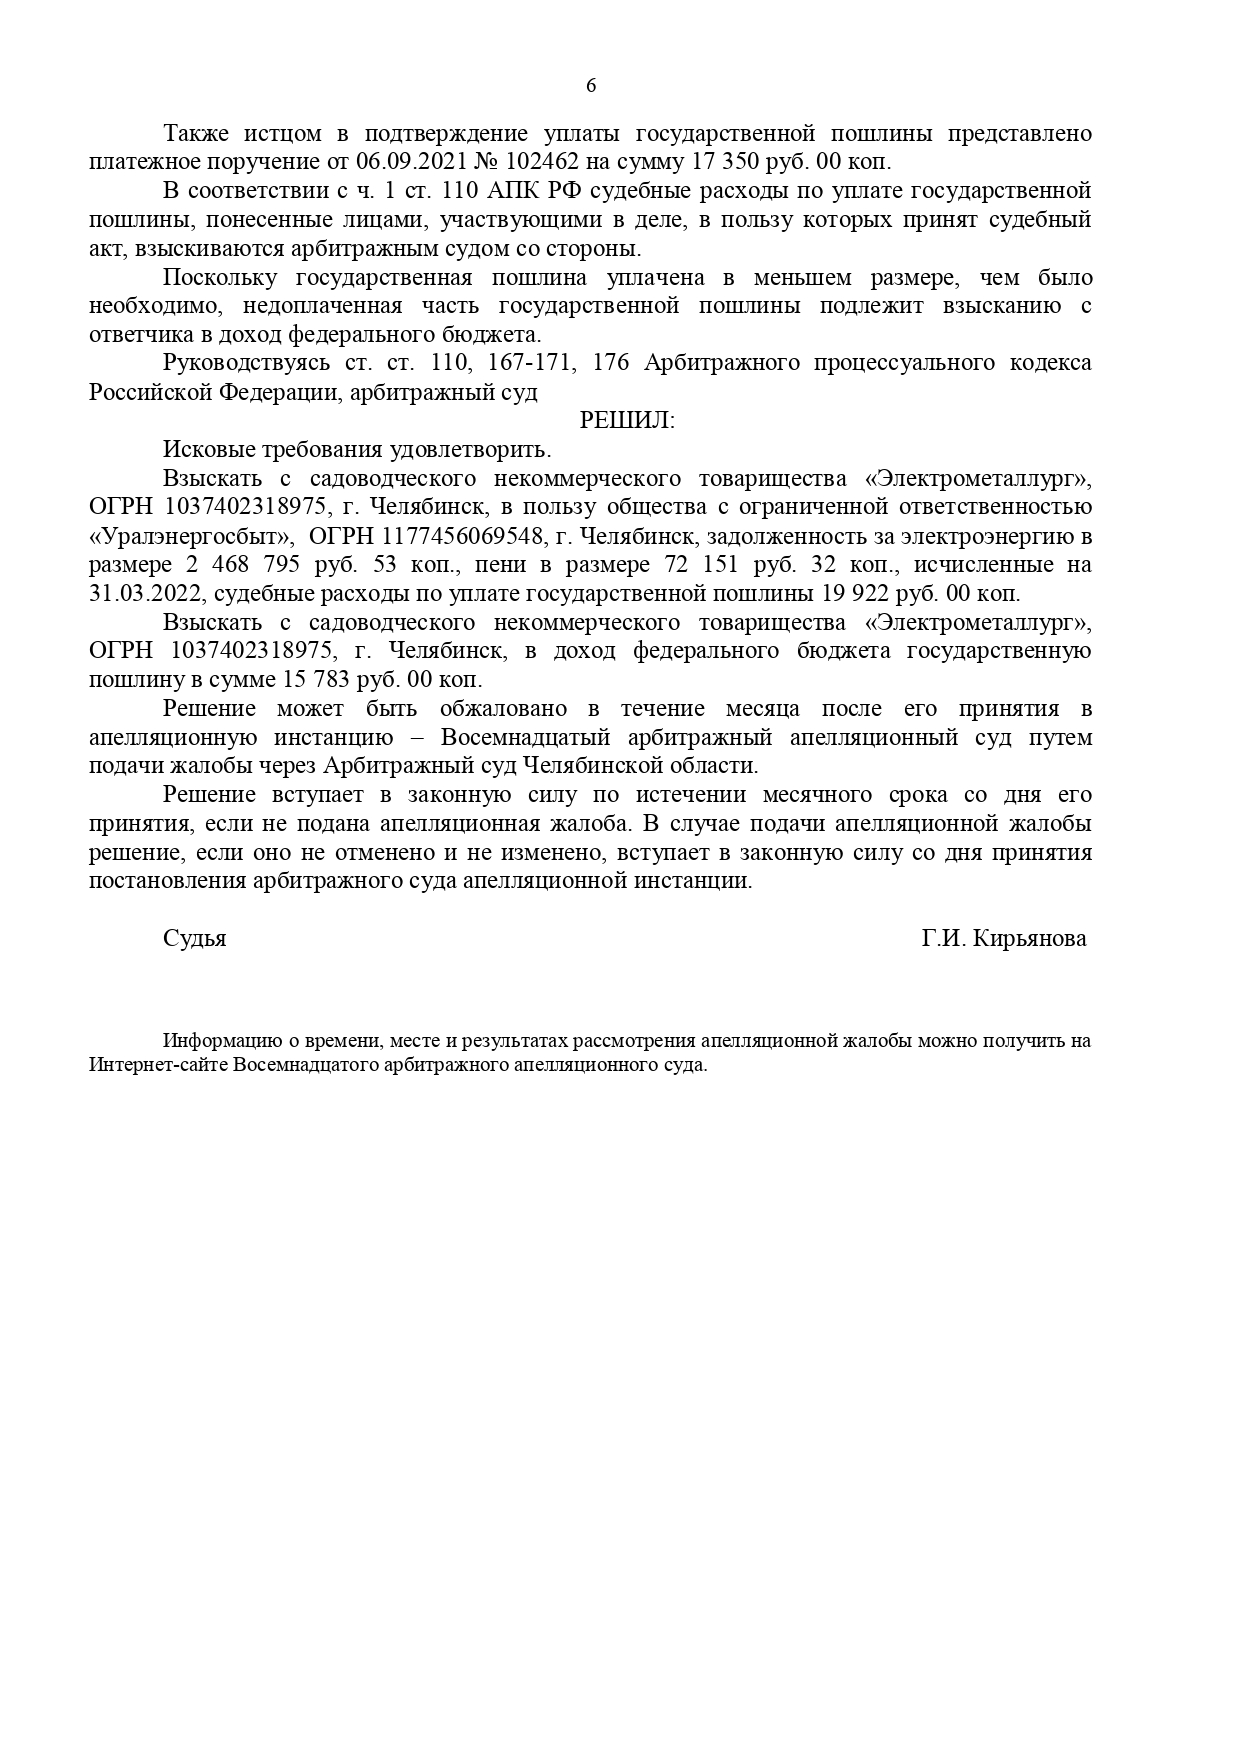 6
Также истцом в подтверждение уплаты государственной пошлины представлено
платежное поручение от 06.09.2021 № 102462 на сумму 17 350 руб. 00 коп.
В соответствии с ч. 1 ст. 110 АПК РФ судебные расходы по уплате государственной
пошлины, понесенные лицами, участвующими в деле, в пользу которых принят судебный
акт, взыскиваются арбитражным судом со стороны.
Поскольку государственная пошлина уплачена в меньшем размере, чем было
необходимо, недоплаченная часть государственной пошлины подлежит взысканию с
ответчика в доход федерального бюджета.
Руководствуясь ст. ст. 110, 167-171, 176 Арбитражного процессуального кодекса
Российской Федерации, арбитражный суд
РЕШИЛ:
Исковые требования удовлетворить.
Взыскать с садоводческого некоммерческого товарищества «Электрометаллург»,
ОГРН 1037402318975, г. Челябинск, в пользу общества с ограниченной ответственностью
«Уралэнергосбыт», ОГРН 1177456069548, г. Челябинск, задолженность за электроэнергию в
размере 2 468 795 руб. 53 коп., пени в размере 72 151 руб. 32 коп., исчисленные на
31.03.2022, судебные расходы по уплате государственной пошлины 19 922 руб. 00 коп.
Взыскать с садоводческого некоммерческого товарищества «Электрометаллург»,
ОГРН 1037402318975, г. Челябинск, в доход федерального бюджета государственную
пошлину в сумме 15 783 руб. 00 коп.
Решение может быть обжаловано в течение месяца после его принятия в
апелляционную инстанцию – Восемнадцатый арбитражный апелляционный суд путем
подачи жалобы через Арбитражный суд Челябинской области.
Решение вступает в законную силу по истечении месячного срока со дня его
принятия, если не подана апелляционная жалоба. В случае подачи апелляционной жалобы
решение, если оно не отменено и не изменено, вступает в законную силу со дня принятия
постановления арбитражного суда апелляционной инстанции.
Судья Г.И. Кирьянова
Информацию о времени, месте и результатах рассмотрения апелляционной жалобы можно получить на
Интернет-сайте Восемнадцатого арбитражного апелляционного суда.